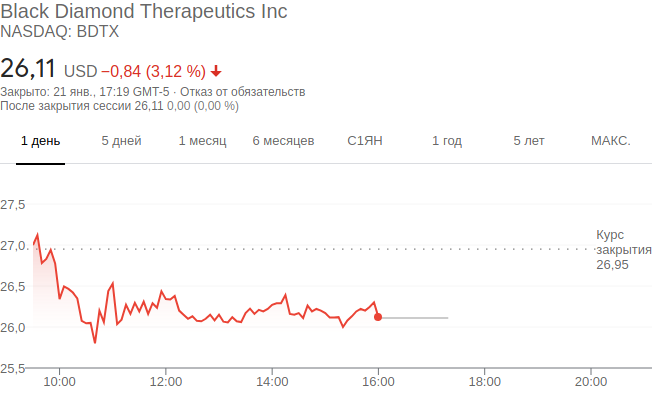 Black Diamond Therapeutics Inc
NASDAQ: BDTX
26,11 USD −0,84 (3,12 %)
Закрыто: 21 янв., 17:19 GMT-5 · Отказ от обязательств
После закрытия сессии 26,11 0,00 (0,00 %)
1 день 5 дней 1 месяц 6 месяцев С1ЯН 1 год 5 лет МАКС.
27,5
27,0
26,5
26,0
25,5
Курс
закрытия
26,95
10:00 12:00 14:00 16:00 18:00 20:00